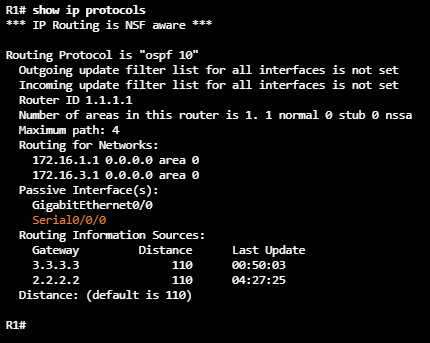 R1# show ip protocols
*** IP Routing is NSF aware ***
Routing Protocol is "ospf 10"
Outgoing update filter list for all interfaces is not set
Incoming update filter list for all interfaces is not set
Router ID 1.1.1.1
Number of areas in this router is 1. 1 normal 0 stub 0 nssa
Maximum path: 4
Routing for Networks:
172.16.1.1 0.0.0.0 area 0
172.16.3.1 0.0.0.0 area 0
Passive Interface(s):
GigabitEthernet0/0
Serial0/0/0
Routing Information Sources:
Gateway Distance Last Update
3.3.3.3 110 00:50:03
2.2.2.2 110 04:27:25
Distance: (default is 110)
R1#